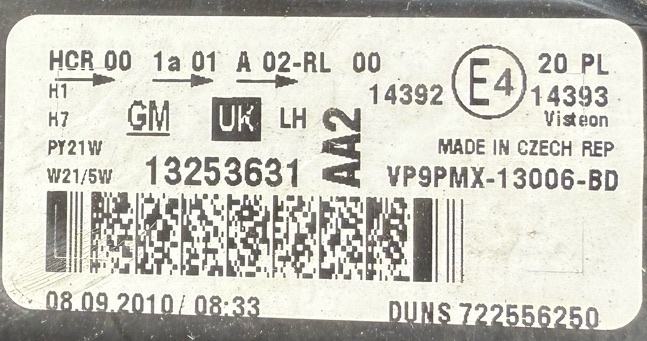 HCR 00 1a 01 A 02-RL 00 E4 20 PL
H1 14392 14393
H7 GM UK LH AA2 Visteon
PY21W MADE IN CZECH REP
W21/5W 13253631 VP9PMX-13006-BD
08.09.2010/ 08:33 DUNS 722556250